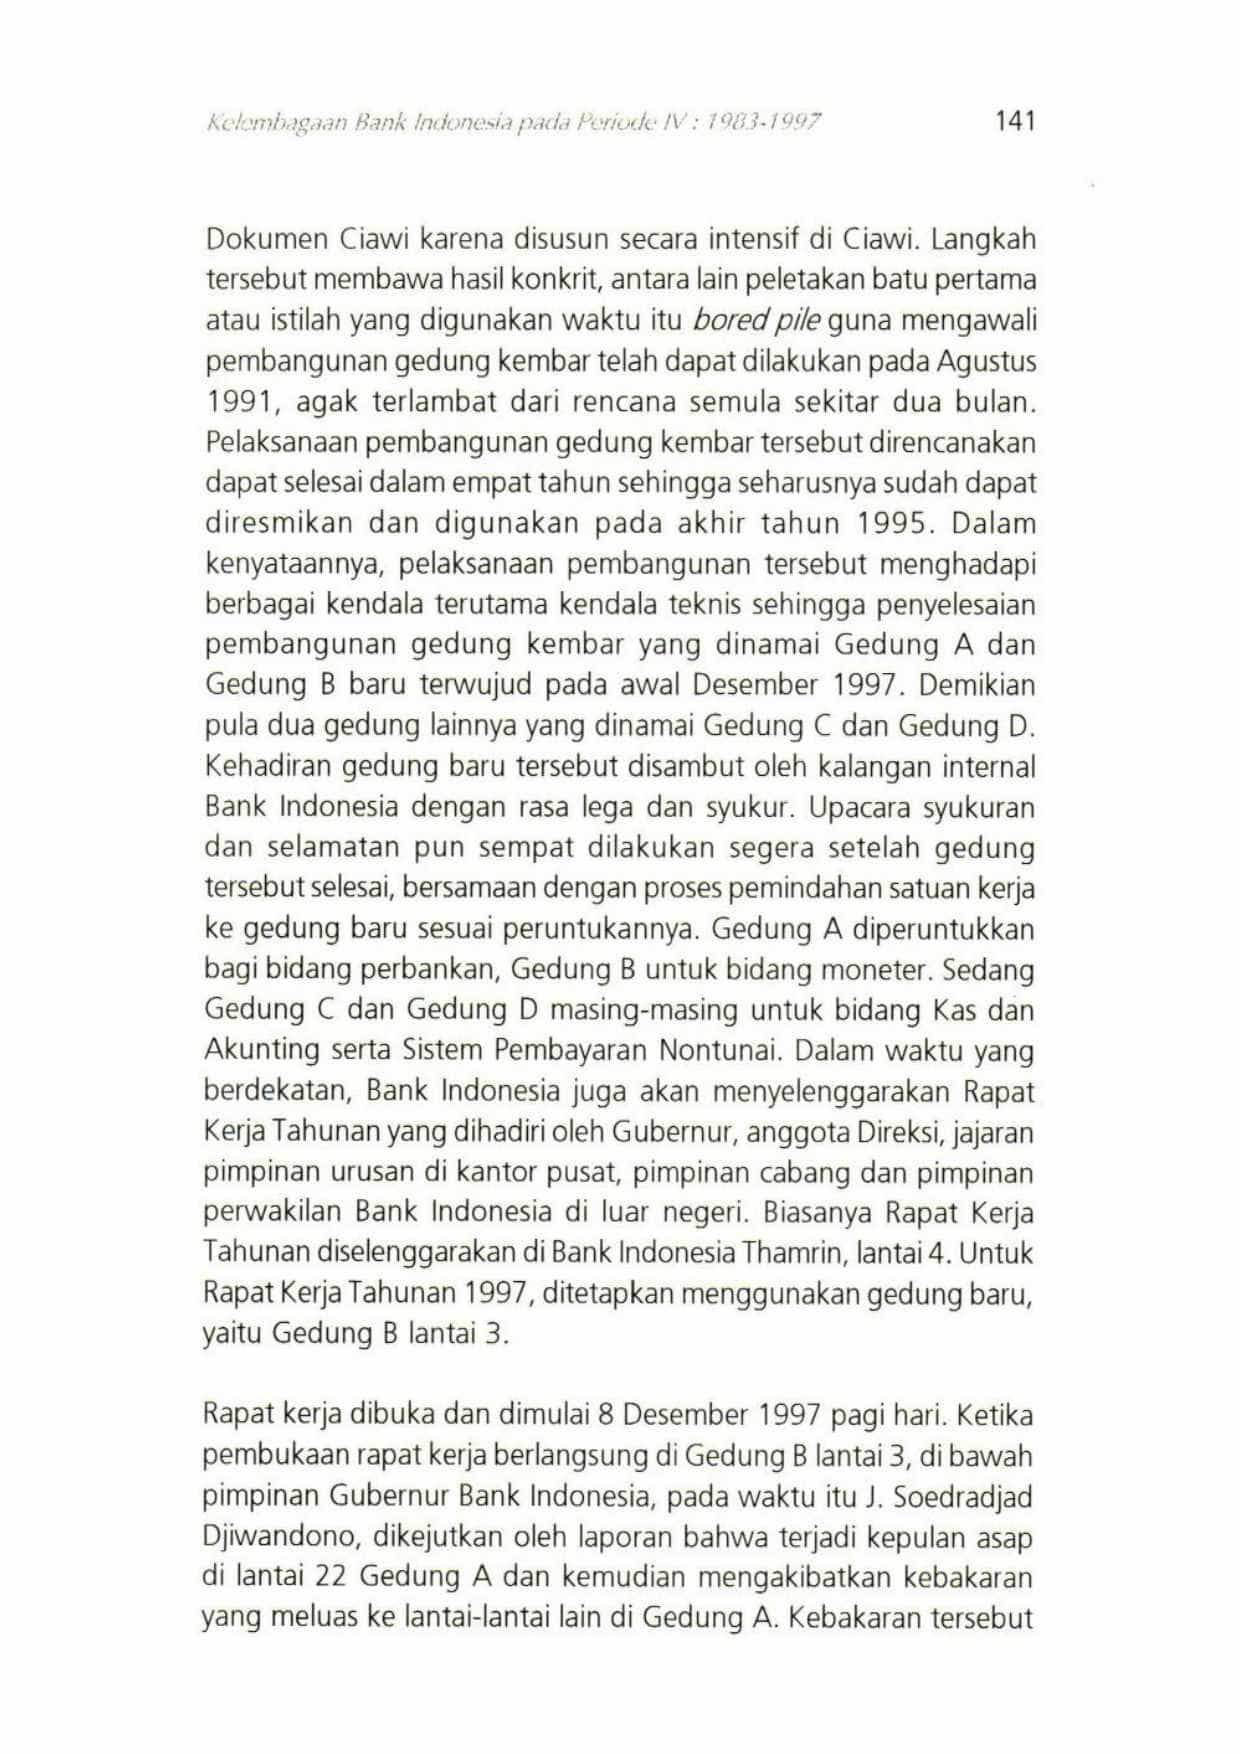 Kelembagaan Bank Indonesia pada Periode IV : 1983-1997 141
Dokumen Ciawi karena disusun secara intensif di Ciawi. Langkah
tersebut membawa hasil konkrit, antara lain peletakan batu pertama
atau istilah yang digunakan waktu itu bored pile guna mengawali
pembangunan gedung kembar telah dapat dilakukan pada Agustus
1991, agak terlambat dari rencana semula sekitar dua bulan.
Pelaksanaan pembangunan gedung kembar tersebut direncanakan
dapat selesai dalam empat tahun sehingga seharusnya sudah dapat
diresmikan dan digunakan pada akhir tahun 1995. Dalam
kenyataannya, pelaksanaan pembangunan tersebut menghadapi
berbagai kendala terutama kendala teknis sehingga penyelesaian
pembangunan gedung kembar yang dinamai Gedung A dan
Gedung B baru terwujud pada awal Desember 1997. Demikian
pula dua gedung lainnya yang dinamai Gedung C dan Gedung D.
Kehadiran gedung baru tersebut disambut oleh kalangan internal
Bank Indonesia dengan rasa lega dan syukur. Upacara syukuran
dan selamatan pun sempat dilakukan segera setelah gedung
tersebut selesai, bersamaan dengan proses pemindahan satuan kerja
ke gedung baru sesuai peruntukannya. Gedung A diperuntukkan
bagi bidang perbankan, Gedung B untuk bidang moneter. Sedang
Gedung C dan Gedung D masing-masing untuk bidang Kas dan
Akunting serta Sistem Pembayaran Nontunai. Dalam waktu yang
berdekatan, Bank Indonesia juga akan menyelenggarakan Rapat
Kerja Tahunan yang dihadiri oleh Gubernur, anggota Direksi, jajaran
pimpinan urusan di kantor pusat, pimpinan cabang dan pimpinan
perwakilan Bank Indonesia di luar negeri. Biasanya Rapat Kerja
Tahunan diselenggarakan di Bank Indonesia Thamrin, lantai 4. Untuk
Rapat Kerja Tahunan 1997, ditetapkan menggunakan gedung baru,
yaitu Gedung B lantai 3.
Rapat kerja dibuka dan dimulai 8 Desember 1997 pagi hari. Ketika
pembukaan rapat kerja berlangsung di Gedung B lantai 3, di bawah
pimpinan Gubernur Bank Indonesia, pada waktu itu J. Soedradjad
Djiwandono, dikejutkan oleh laporan bahwa terjadi kepulan asap
di lantai 22 Gedung A dan kemudian mengakibatkan kebakaran
yang meluas ke lantai-lantai lain di Gedung A. Kebakaran tersebut